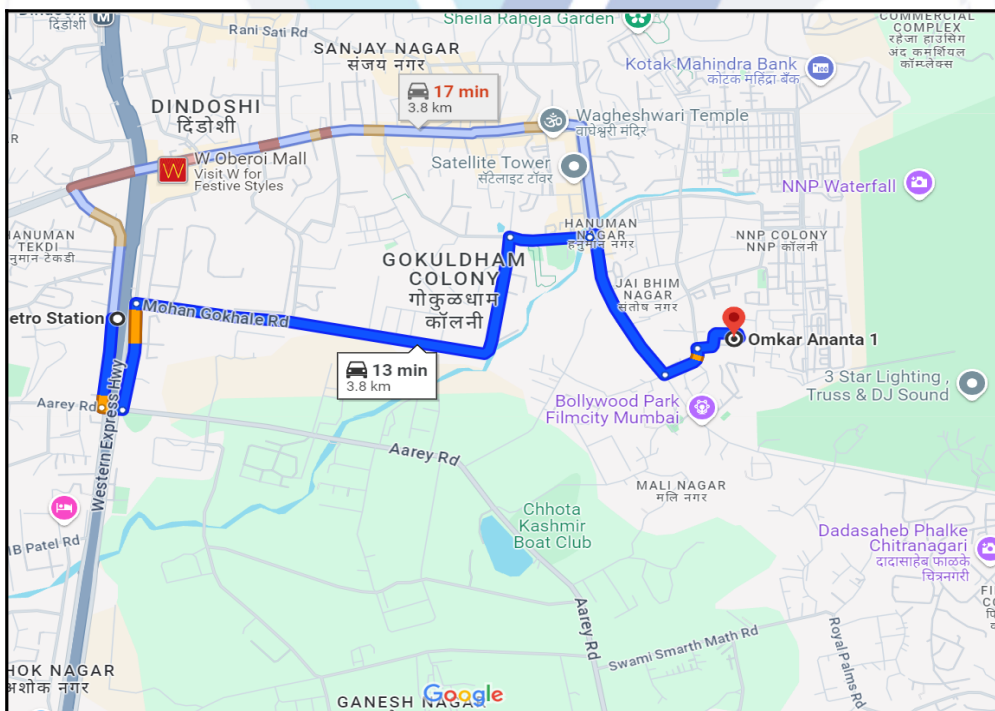 Dindoshi
दिंडोशी
Rani Sati Rd
Sheila Raheja Garden
COMMERCIAL
COMPLEX
रहेजा हाउसिंग
अंड कमर्शियल
कॉम्प्लेक्स
SANJAY NAGAR
संजय नगर
Kotak Mahindra Bank
कोटक महिंद्रा बँक
17 min
3.8 km
DINDOSHI
दिंडोशी
Wagheshwari Temple
वाघेश्वरी मंदिर
W Oberoi Mall
Visit W for
Festive Styles
Satellite Tower
सॅटेलाइट टॉवर
NNP Waterfall
HANUMAN
TEKDI
नुमान टेकडी
HANUMAN
NAGAR
हनुमान नगर
NNP COLONY
NNP कॉलनी
GOKULDHAM
COLONY
गोकुळधाम
कॉलनी
JAI BHIM
NAGAR
सतोष नगर
Mohan Gokhale Rd
etro Station
Omkar Ananta 1
13 min
3.8 km
3 Star Lighting ,
Truss & DJ Sound
Aarey Rd
Western Express Hwy
Bollywood Park
Filmcity Mumbai
Aarey Rd
MALI NAGAR
मलि नगर
Chhota
Kashmir
Boat Club
Dadasaheb Phalke
Chitranagari
दादासाहेब फाळके
चित्रनगरी
IB Patel Rd
Aarey Rd
Swami Smarth Math Rd
Royal Palms Rd
HOK NAGAR
अशोक नगर
GANESH NAGAR
Google